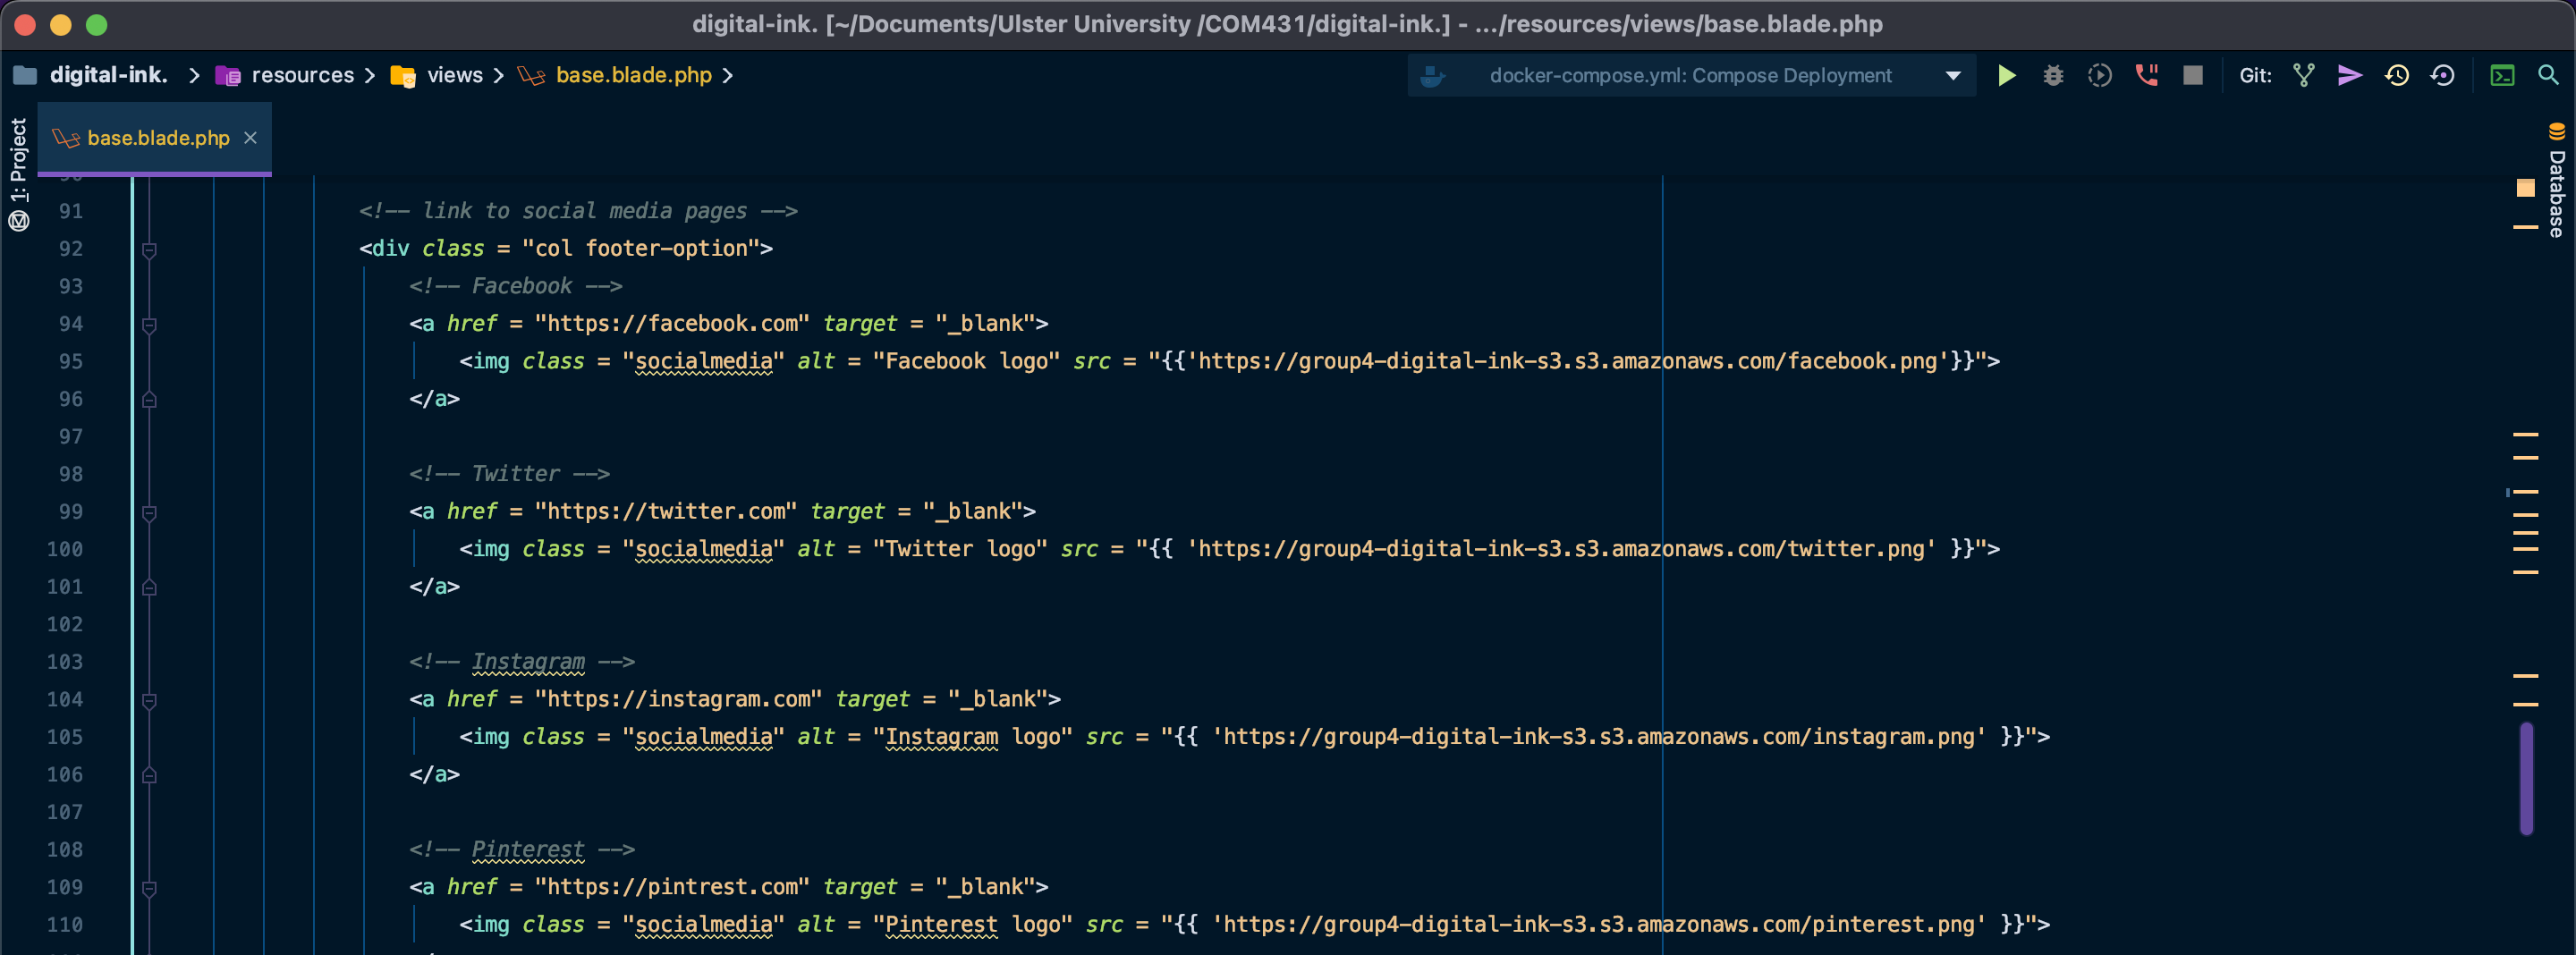 digital-ink. [~/Documents/Ulster University /COM431/digital-ink.] - .../resources/views/base.blade.php
digital-ink. > resources > views > base.blade.php >
docker-compose.yml: Compose Deployment
Git:
1: Project
base.blade.php ×
Database
91 <!-- link to social media pages -->
92 <div class = "col footer-option">
93 <!-- Facebook -->
94 <a href = "https://facebook.com" target = "_blank">
95 <img class = "socialmedia" alt = "Facebook logo" src = "{{'https://group4-digital-ink-s3.s3.amazonaws.com/facebook.png'}}">
96 </a>
97
98 <!-- Twitter -->
99 <a href = "https://twitter.com" target = "_blank">
100 <img class = "socialmedia" alt = "Twitter logo" src = "{{ 'https://group4-digital-ink-s3.s3.amazonaws.com/twitter.png' }}">
101 </a>
102
103 <!-- Instagram -->
104 <a href = "https://instagram.com" target = "_blank">
105 <img class = "socialmedia" alt = "Instagram logo" src = "{{ 'https://group4-digital-ink-s3.s3.amazonaws.com/instagram.png' }}">
106 </a>
107
108 <!-- Pinterest -->
109 <a href = "https://pintrest.com" target = "_blank">
110 <img class = "socialmedia" alt = "Pinterest logo" src = "{{ 'https://group4-digital-ink-s3.s3.amazonaws.com/pinterest.png' }}">